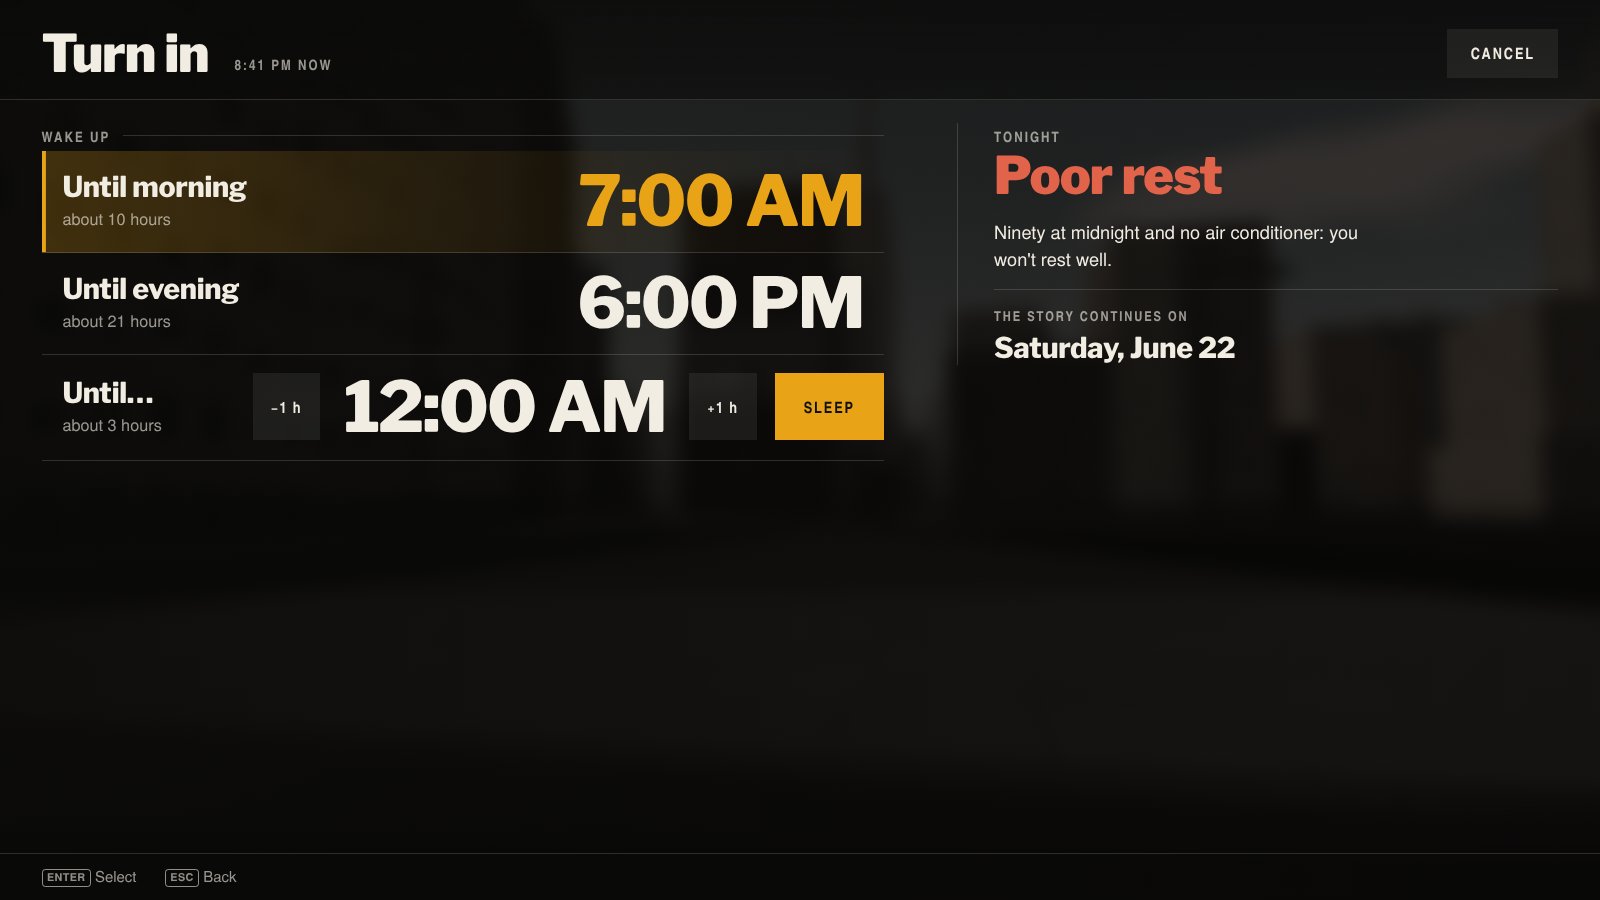 Turn in
8:41 PM NOW
CANCEL
WAKE UP
Until morning
about 10 hours
7:00 AM
Until evening
about 21 hours
6:00 PM
Until...
about 3 hours
−1 h
12:00 AM
+1 h
SLEEP
TONIGHT
Poor rest
Ninety at midnight and no air conditioner: you
won't rest well.
THE STORY CONTINUES ON
Saturday, June 22
ENTER Select
ESC Back